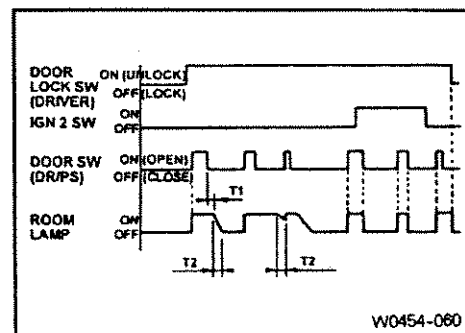 DOOR ON (UNLOCK)
LOCK SW OFF (LOCK)
(DRIVER)
IGN 2 SW ON
OFF
DOOR SW ON (OPEN)
(DR/PS) OFF (CLOSE)
T1
ROOM ON
LAMP OFF
T2 T2
W0454-060